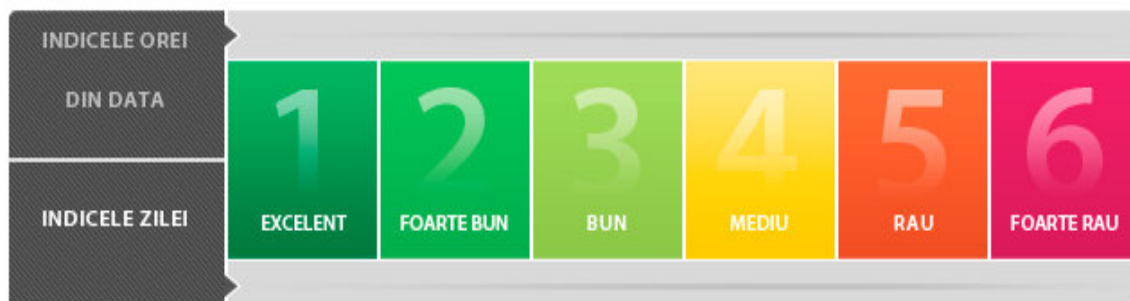 INDICELE OREI
DIN DATA
INDICELE ZILEI
1
EXCELENT
2
FOARTE BUN
3
BUN
4
MEDIU
5
RAU
6
FOARTE RAU